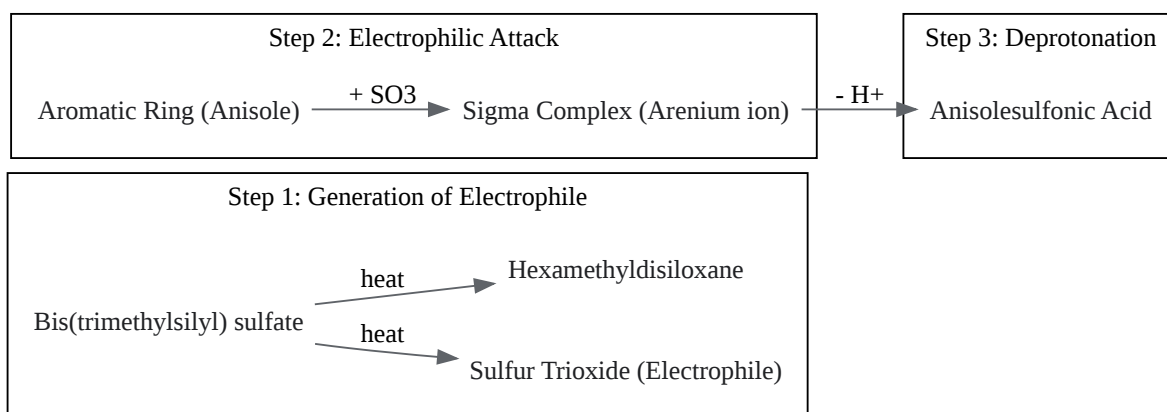 Step 2: Electrophilic Attack
Aromatic Ring (Anisole)
+ SO3
Sigma Complex (Arenium ion)
- H+
Step 3: Deprotonation
Anisolesulfonic Acid
Step 1: Generation of Electrophile
Bis(trimethylsilyl) sulfate
heat
Hexamethyldisiloxane
heat
Sulfur Trioxide (Electrophile)